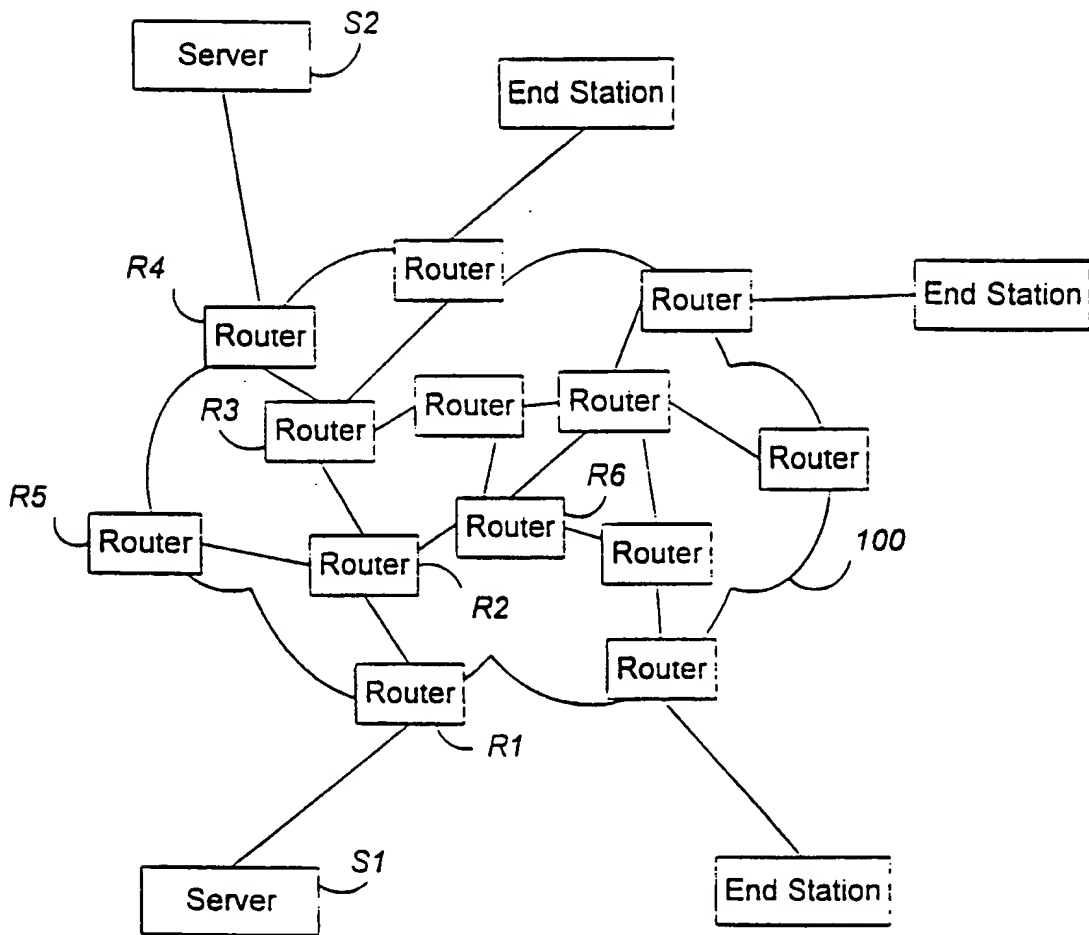 S2
Server
End Station
R4
Router
Router
End Station
Router
R3
Router
Router
Router
Router
R5
R6
Router
Router
Router
100
Router
R2
Router
Router
R1
S1
Server
End Station